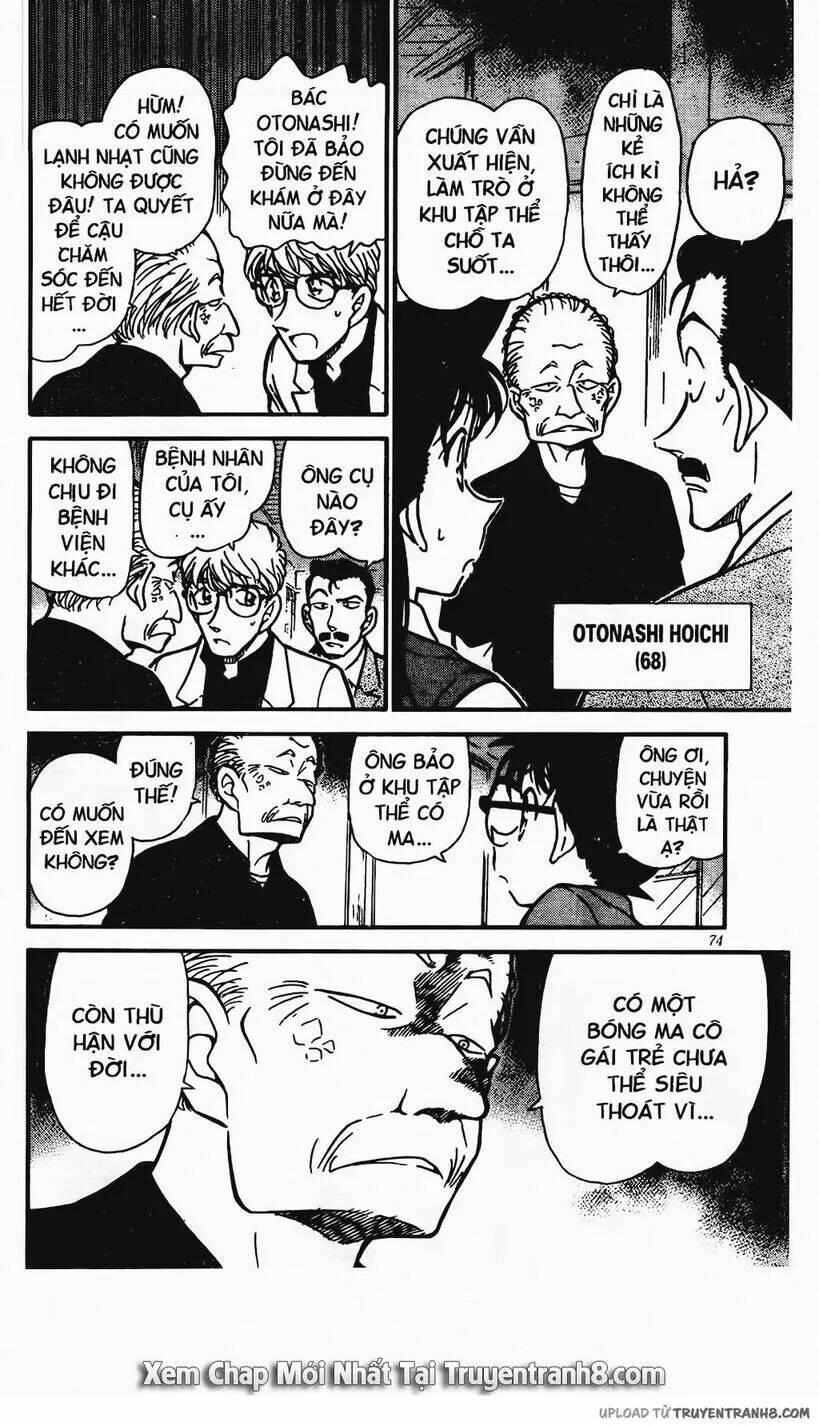 HẢ?
CHỈ LÀ
NHỮNG
KẺ
ÍCH KỈ
KHÔNG
THỂ
THẤY
THÔI...
CHÚNG VẪN
XUẤT HIỆN,
LÀM TRÒ Ở
KHU TẬP THỂ
CHỖ TA
SUỐT...
OTONASHI HOICHI
(68)
BÁC
OTONASHI!
TÔI ĐÃ BẢO
ĐỪNG ĐẾN
KHÁM Ở ĐÂY
NỮA MÀ!
HỪM!
CÓ MUỐN
LẠNH NHẠT CŨNG
KHÔNG ĐƯỢC
ĐÂU! TA QUYẾT
ĐỂ CẬU
CHĂM
SÓC ĐẾN
HẾT ĐỜI
...
ÔNG CỤ
NÀO
ĐÂY?
BỆNH NHÂN
CỦA TÔI,
CỤ ẤY
...
KHÔNG
CHỊU ĐI
BỆNH
VIỆN
KHÁC...
ÔNG ƠI,
CHUYỆN
VỪA RỒI
LÀ THẬT
Ạ?
ÔNG BẢO
Ở KHU TẬP
THỂ CÓ
MA...
ĐÚNG
THẾ!
CÓ MUỐN
ĐẾN XEM
KHÔNG?
74
CÓ MỘT
BÓNG MA CÔ
GÁI TRẺ CHƯA
THỂ SIÊU
THOÁT VÌ...
CÒN THÙ
HẬN VỚI
ĐỜI...
Xem Chap Mới Nhất Tại Truyentranh8.com
UPLOAD TỪ TRUYENTRANH8.COM